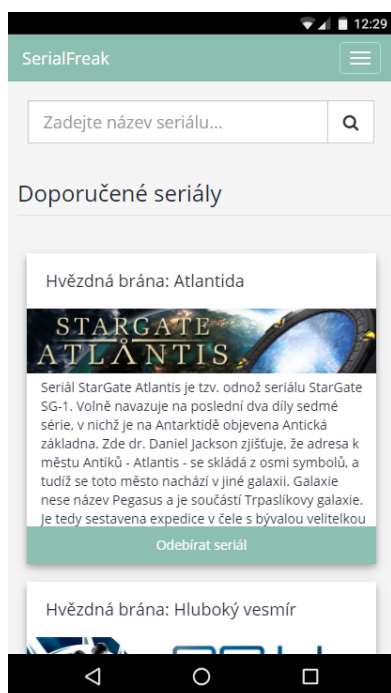 12:29
SerialFreak
Zadejte název seriálu...
Doporučené seriály
Hvězdná brána: Atlantida
STARGATE
ATLANTIS
Seriál StarGate Atlantis je tzv. odnož seriálu StarGate
SG-1. Volně navazuje na poslední dva díly sedmé
série, v nichž je na Antarktidě objevena Antická
základna. Zde dr. Daniel Jackson zjišťuje, že adresa k
městu Antiků - Atlantis - se skládá z osmi symbolů, a
tudíž se toto město nachází v jiné galaxii. Galaxie
nese název Pegasus a je součástí Trpaslíkovy galaxie.
Je tedy sestavena expedice v čele s bývalou velitelkou
Odebírat seriál
Hvězdná brána: Hluboký vesmír